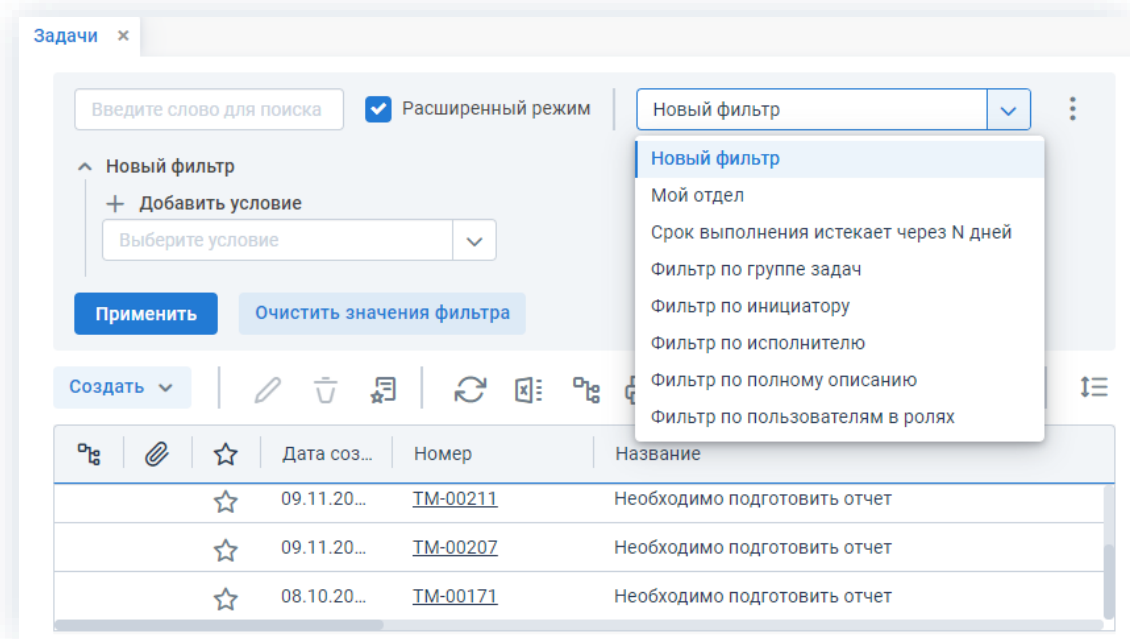 Задачи
Введите слово для поиска
Расширенный режим
Новый фильтр
Новый фильтр
Мой отдел
Срок выполнения истекает через N дней
Фильтр по группе задач
Фильтр по инициатору
Фильтр по исполнителю
Фильтр по полному описанию
Фильтр по пользователям в ролях
Новый фильтр
Добавить условие
Выберите условие
Применить
Очистить значения фильтра
Создать
Дата соз... Номер Название
09.11.20... TM-00211 Необходимо подготовить отчет
09.11.20... TM-00207 Необходимо подготовить отчет
08.10.20... TM-00171 Необходимо подготовить отчет